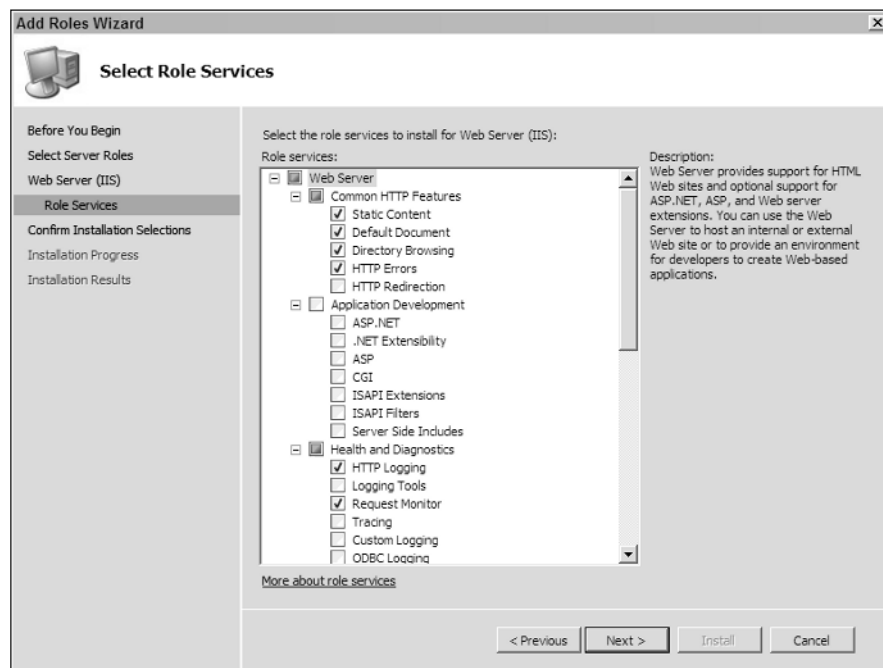 Add Roles Wizard
Select Role Services
Before You Begin
Select Server Roles
Web Server (IIS)
Role Services
Confirm Installation Selections
Installation Progress
Installation Results
Select the role services to install for Web Server (IIS):
Role services:
Web Server
Common HTTP Features
Static Content
Default Document
Directory Browsing
HTTP Errors
HTTP Redirection
Application Development
ASP.NET
.NET Extensibility
ASP
CGI
ISAPI Extensions
ISAPI Filters
Server Side Includes
Health and Diagnostics
HTTP Logging
Logging Tools
Request Monitor
Tracing
Custom Logging
ODBC Logging
More about role services
Description:
Web Server provides support for HTML
Web sites and optional support for
ASP.NET, ASP, and Web server
extensions. You can use the Web
Server to host an internal or external
Web site or to provide an environment
for developers to create Web-based
applications.
< Previous
Next >
Install
Cancel